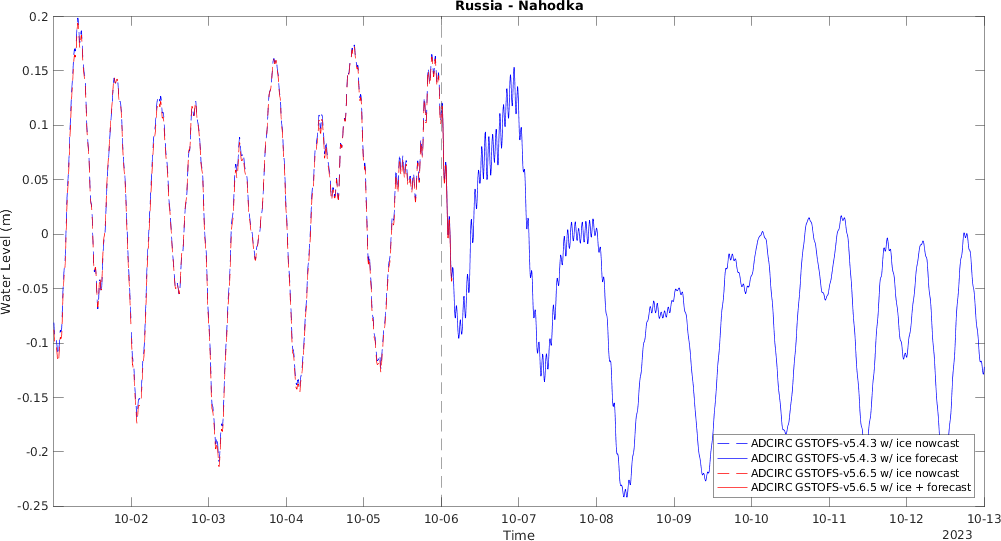 Russia - Nahodka
0.2
0.15
0.1
0.05
0
-0.05
-0.1
-0.15
-0.2
-0.25
Water Level (m)
ADCIRC GSTOFS-v5.4.3 w/ ice nowcast
ADCIRC GSTOFS-v5.4.3 w/ ice forecast
ADCIRC GSTOFS-v5.6.5 w/ ice nowcast
ADCIRC GSTOFS-v5.6.5 w/ ice + forecast
10-02 10-03 10-04 10-05 10-06 10-07 10-08 10-09 10-10 10-11 10-12 10-13
Time
2023